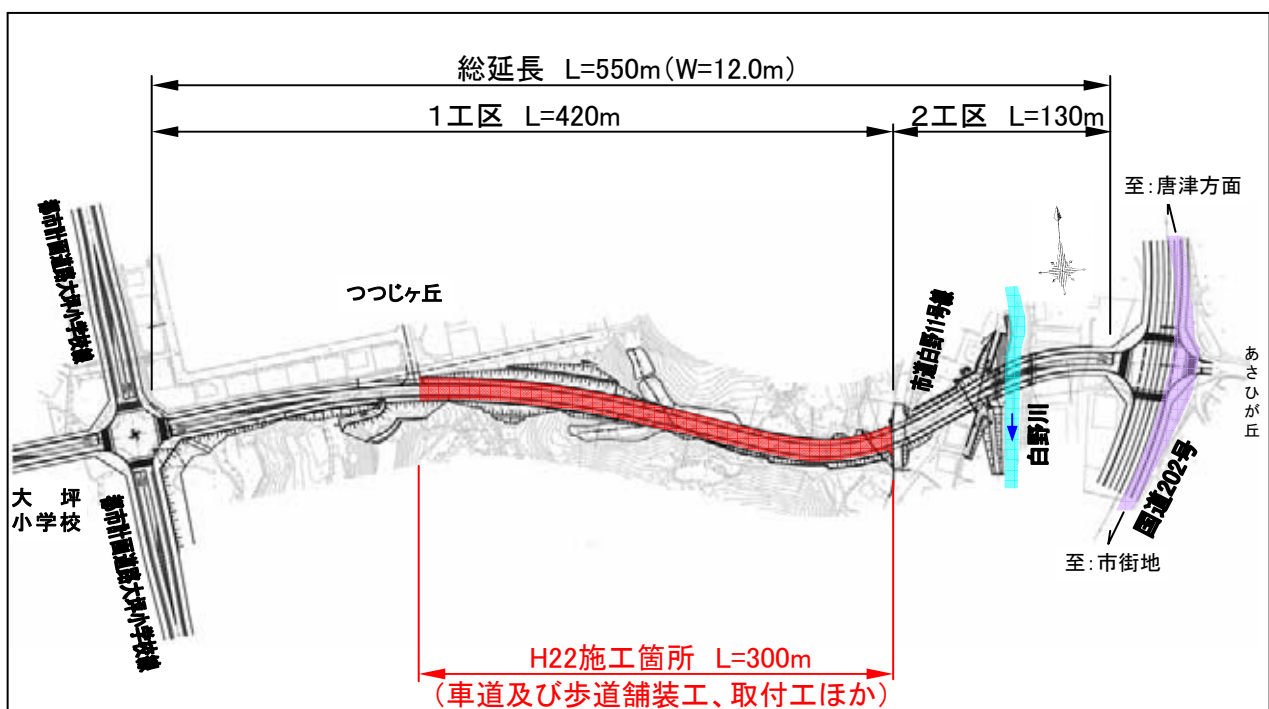 総延長 L=550m(W=12.0m)
1工区 L=420m
2工区 L=130m
至:唐津方面
都市計画道路大坪小学校線
つつじヶ丘
市道白野11号線
あさひが丘
白野川
国道202号
大坪
小学校
都市計画道路大坪小学校線
至:市街地
H22施工箇所 L=300m
(車道及び歩道舗装工、取付工ほか)